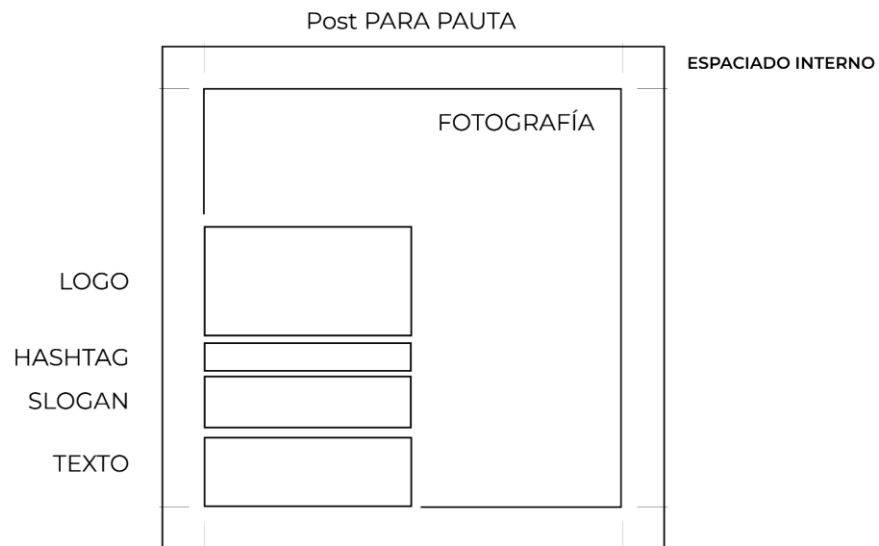 Post PARA PAUTA
ESPACIADO INTERNO
FOTOGRAFÍA
LOGO
HASHTAG
SLOGAN
TEXTO